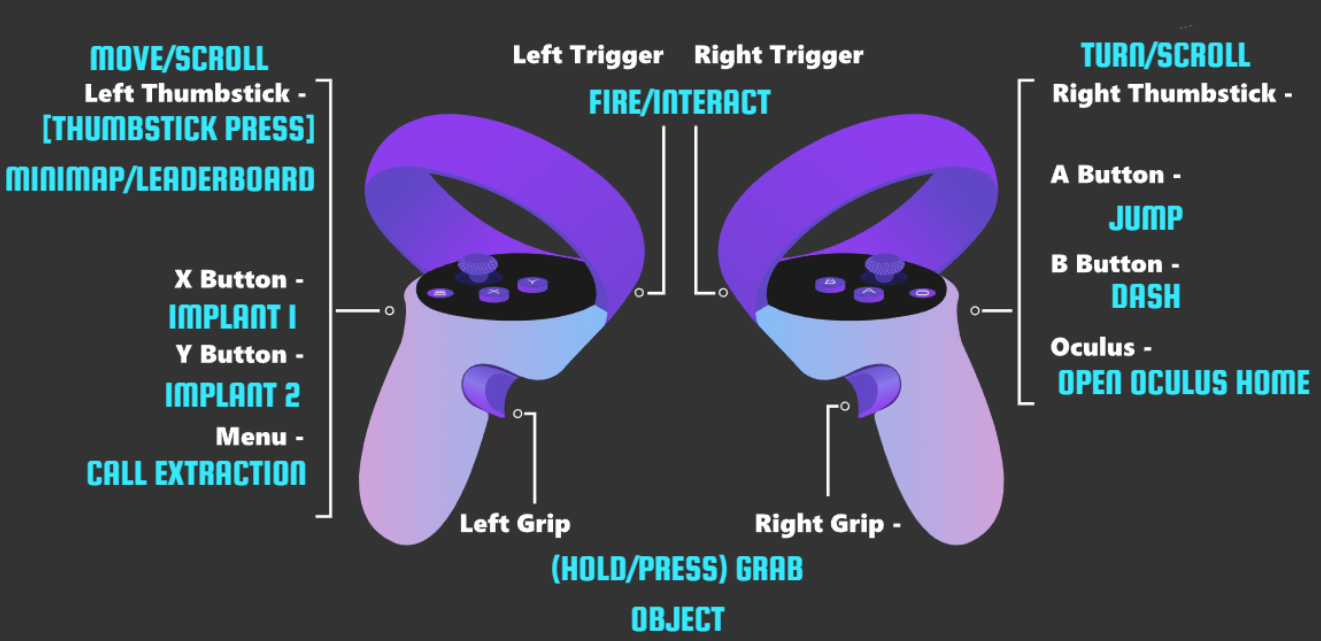 MOVE/SCROLL
Left Thumbstick -
[THUMBSTICK PRESS]
MINIMAP/LEADERBOARD
X Button -
IMPLANT 1
Y Button -
IMPLANT 2
Menu -
CALL EXTRACTION
Left Trigger
Right Trigger
FIRE/INTERACT
X
Y
B
A
Left Grip
Right Grip -
(HOLD/PRESS) GRAB
OBJECT
TURN/SCROLL
Right Thumbstick -
A Button -
JUMP
B Button -
DASH
Oculus -
OPEN OCULUS HOME